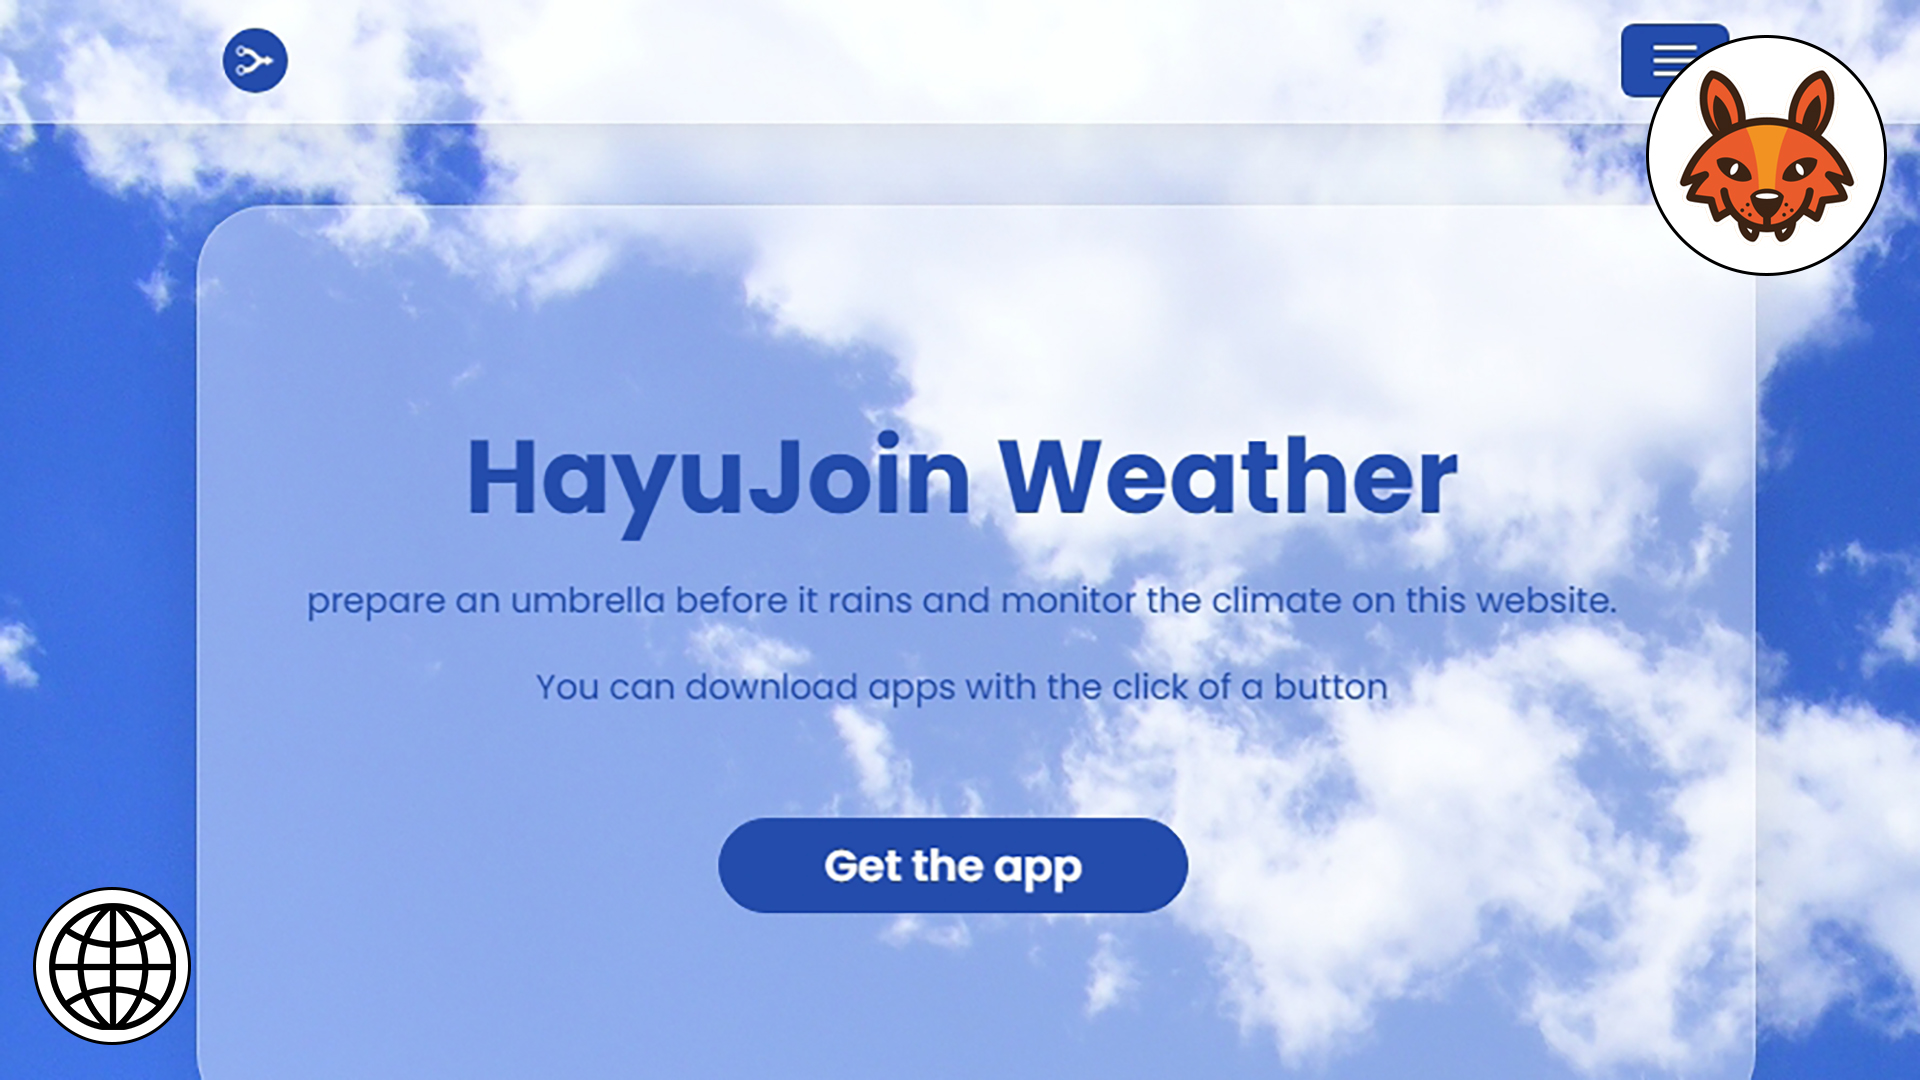 HayuJoin Weather
prepare an umbrella before it rains and monitor the climate on this website.
You can download apps with the click of a button
Get the app